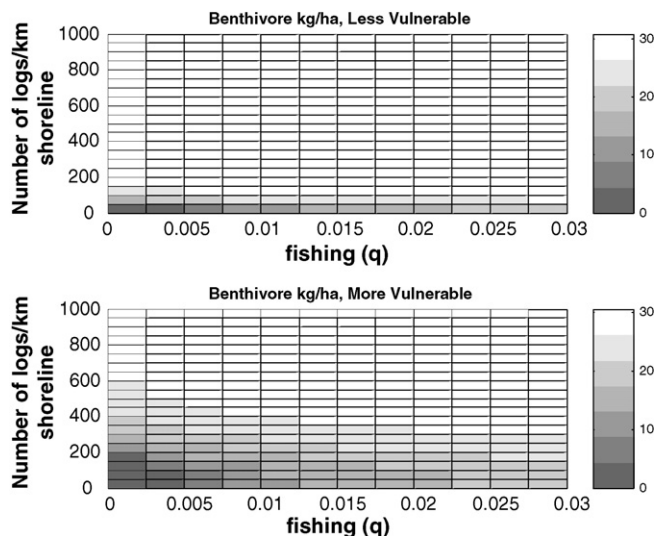 Benthivore kg/ha, Less Vulnerable
Number of logs/km
shoreline
1000
800
600
400
200
0
0 0.005 0.01 0.015 0.02 0.025 0.03
fishing (q)
30
20
10
0
Benthivore kg/ha, More Vulnerable
Number of logs/km
shoreline
1000
800
600
400
200
0
0 0.005 0.01 0.015 0.02 0.025 0.03
fishing (q)
30
20
10
0